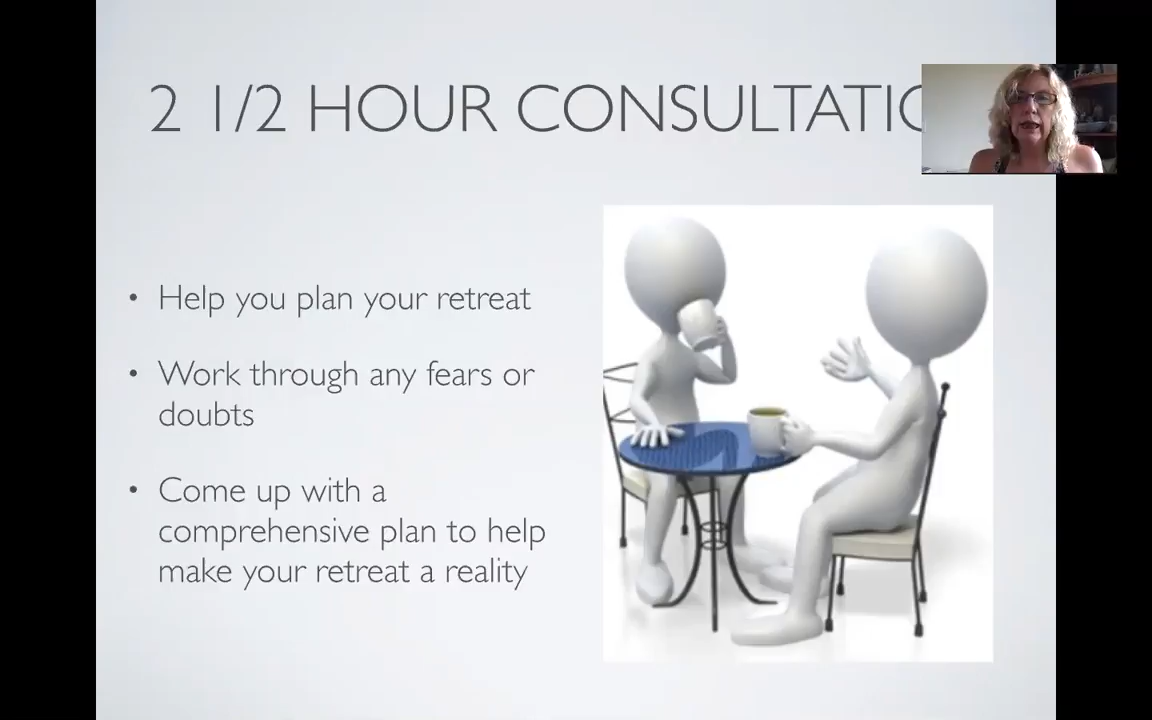 2 1/2 HOUR
• Help you plan your retreat
• Work through any fears or
doubts
• Come up with a
comprehensive plan to help
make your retreat a reality